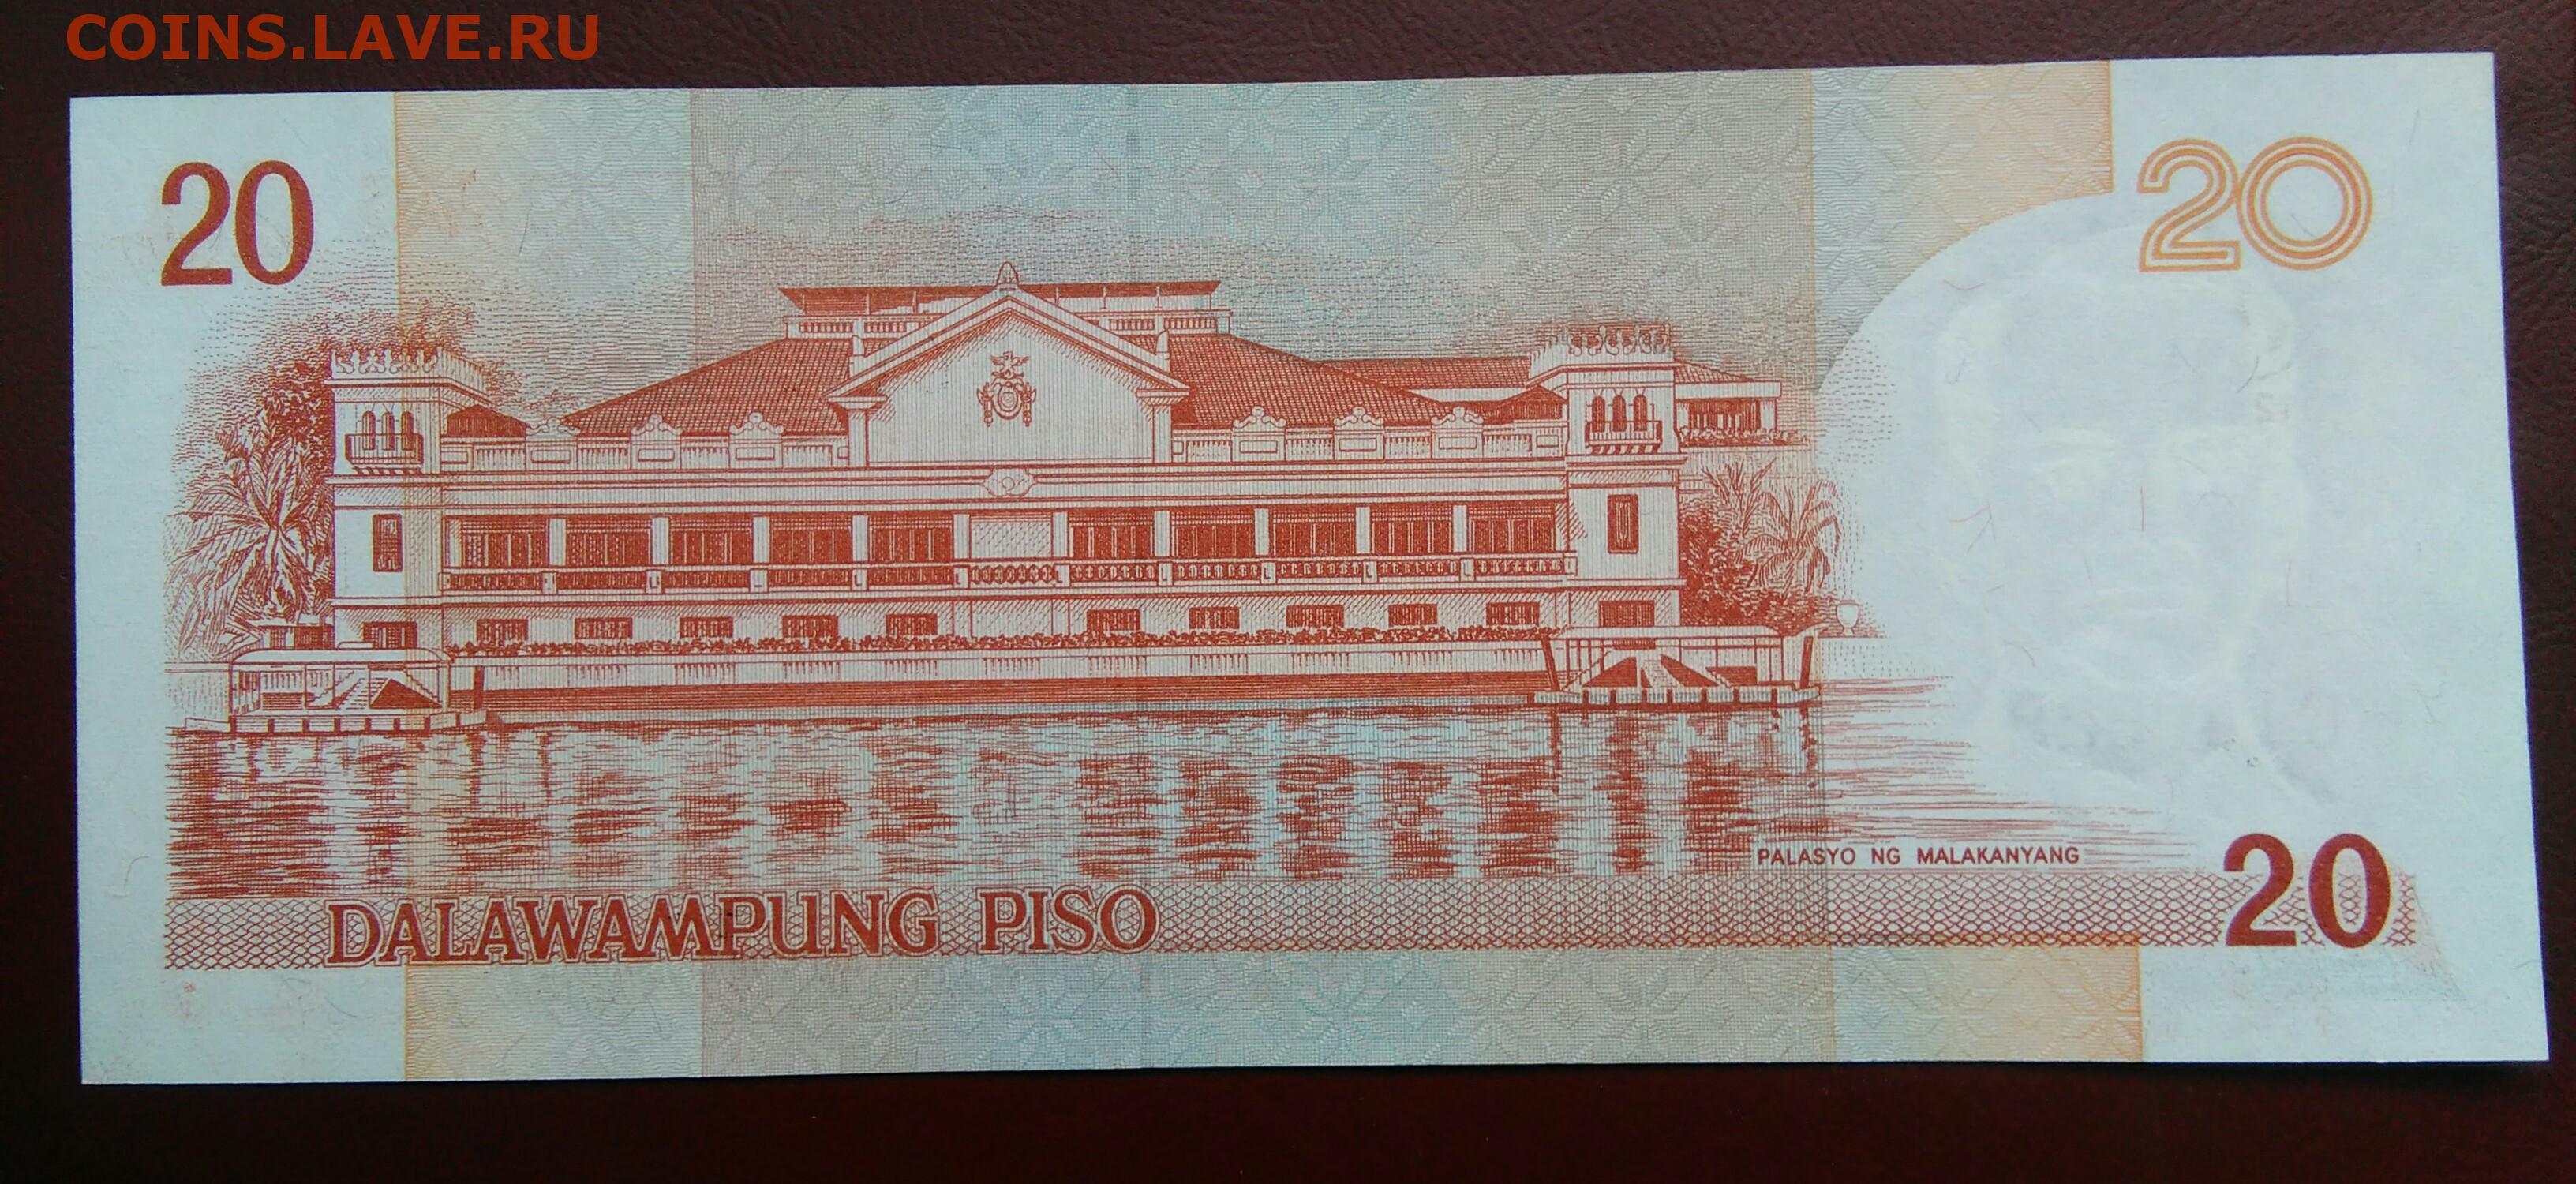 COINS.LAVE.RU
20
20
PALASYO NG MALAKANYANG
DALAWAMPUNG PISO
20